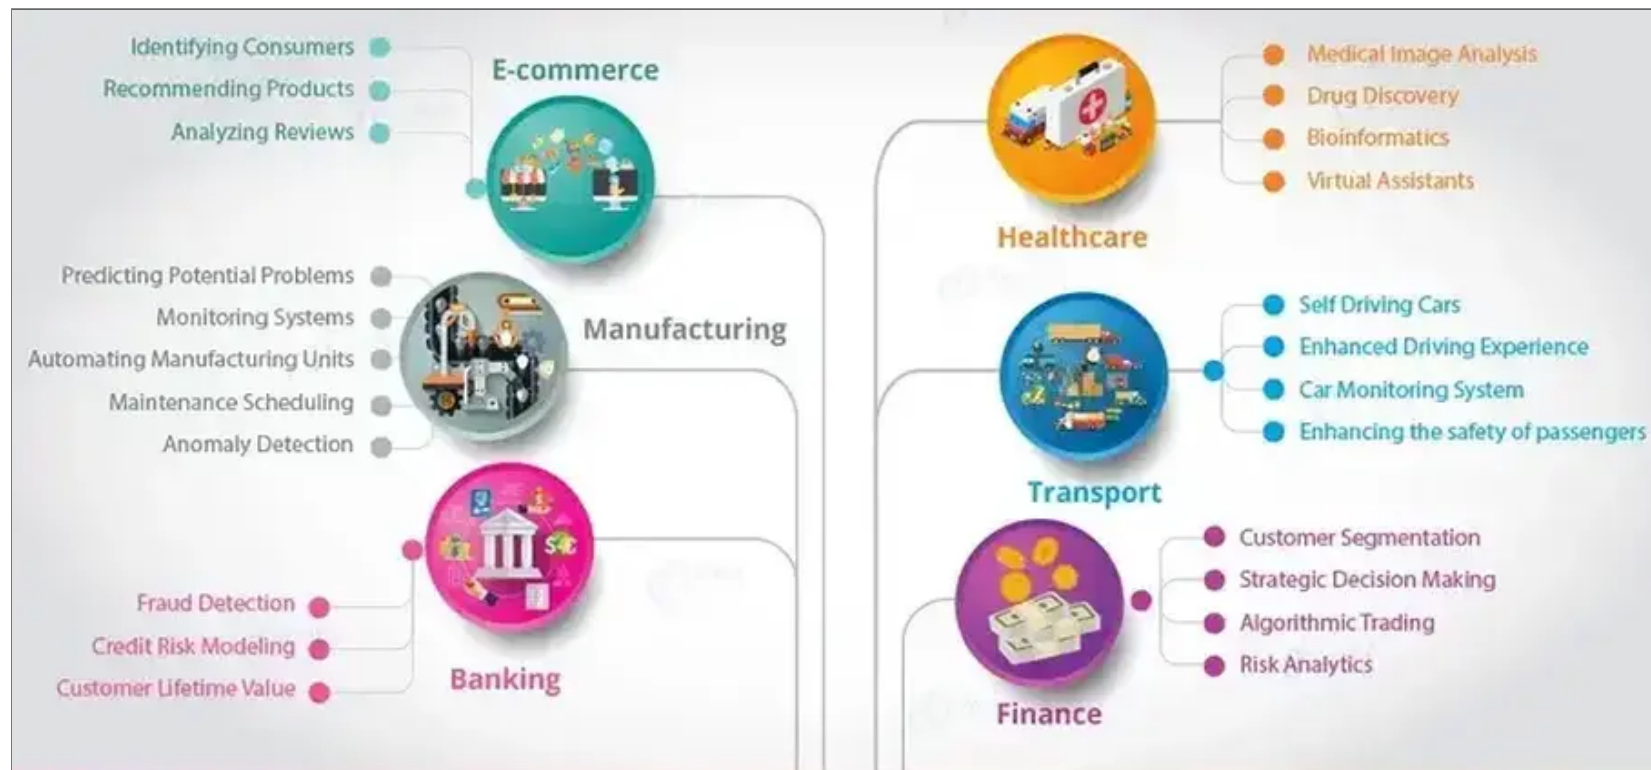 Identifying Consumers
Recommending Products
Analyzing Reviews
E-commerce
Predicting Potential Problems
Monitoring Systems
Automating Manufacturing Units
Maintenance Scheduling
Anomaly Detection
Manufacturing
Fraud Detection
Credit Risk Modeling
Customer Lifetime Value
Banking
Healthcare
Medical Image Analysis
Drug Discovery
Bioinformatics
Virtual Assistants
Transport
Self Driving Cars
Enhanced Driving Experience
Car Monitoring System
Enhancing the safety of passengers
Finance
Customer Segmentation
Strategic Decision Making
Algorithmic Trading
Risk Analytics